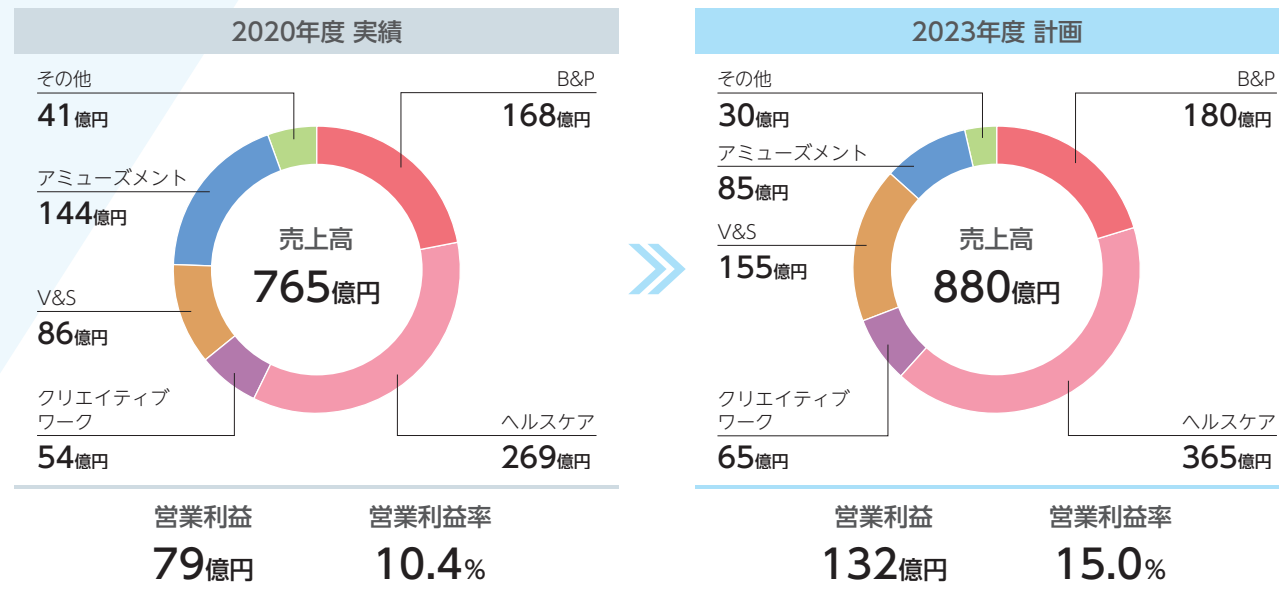 2020年度 実績
その他
41億円
B&P
168億円
アミューズメント
144億円
売上高
765億円
V&S
86億円
クリエイティブ
ワーク
54億円
ヘルスケア
269億円
営業利益
79億円
営業利益率
10.4%
2023年度 計画
その他
30億円
B&P
180億円
アミューズメント
85億円
V&S
155億円
売上高
880億円
クリエイティブ
ワーク
65億円
ヘルスケア
365億円
営業利益
132億円
営業利益率
15.0%